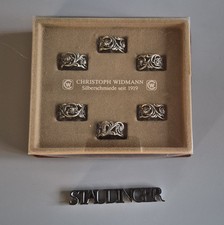 CHRISTOPH WIDMANN
Silberschmiede seit 1919
STALLINGER